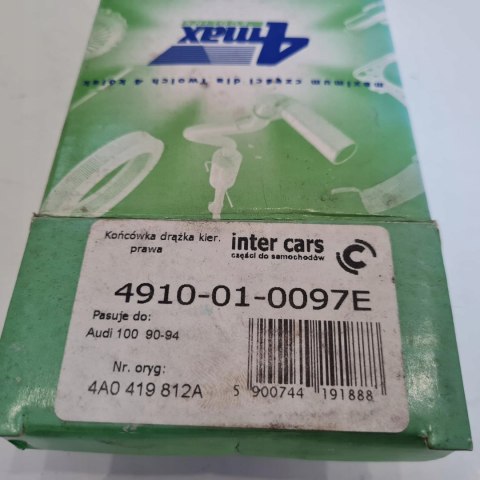 4max
maximum części dla Twoich 4 kółek
Końcówka drążka kier.
prawa
inter cars
części do samochodów
4910-01-0097E
Pasuje do:
Audi 100 90-94
Nr. oryg:
4A0 419 812A
5 900744 191888